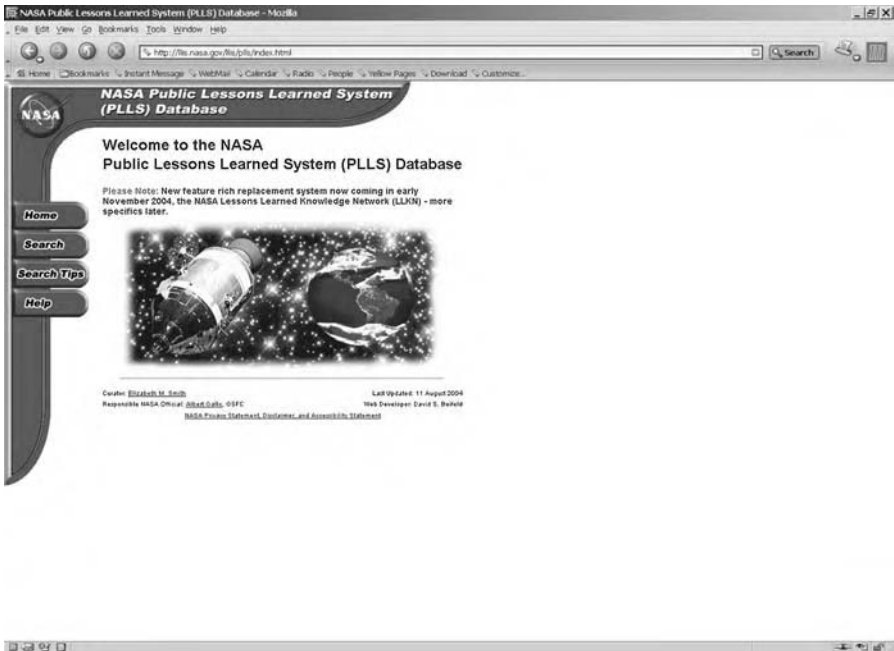 NASA Public Lessons Learned System (PLLS) Database - Mozilla
File Edit View Go Bookmarks Tools Window Help
http://llis.nasa.gov/llis/plls/index.html
Search
Home Bookmarks Instant Message WebMail Calendar Radio People Yellow Pages Download Customize...
NASA
NASA Public Lessons Learned System
(PLLS) Database
Welcome to the NASA
Public Lessons Learned System (PLLS) Database
Please Note: New feature rich replacement system now coming in early
November 2004, the NASA Lessons Learned Knowledge Network (LLKN) - more
specifics later.
Home
Search
Search Tips
Help
Curator: Elizabeth M. Smith
Last Updated: 11 August 2004
Responsible NASA Official: Albert Gallo, GSFC
Web Developer: David S.
NASA Privacy Statement, Disclaimer, and Accessibility Statement